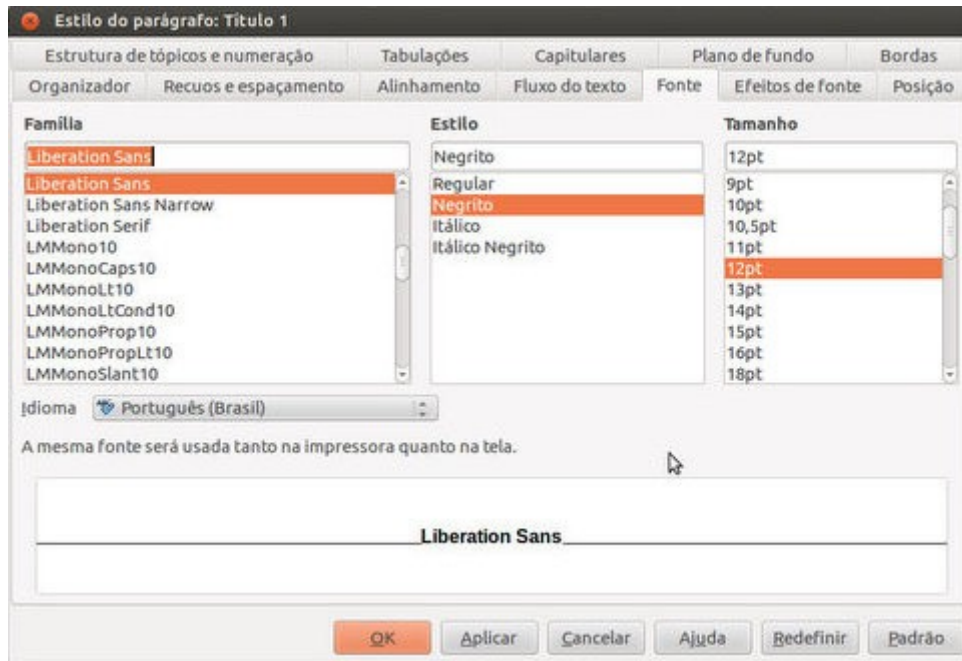 Estilo do parágrafo: Título 1
Estrutura de tópicos e numeração Tabulações Capitulares Plano de fundo Bordas
Organizador Recuos e espaçamento Alinhamento Fluxo do texto Fonte Efeitos de fonte Posição
Família Estilo Tamanho
Liberation Sans Negrito 12pt
Liberation Sans Regular 9pt
Liberation Sans Narrow Negrito 10pt
Liberation Serif Itálico 10,5pt
LMMono10 Itálico Negrito 11pt
LMMonoCaps10 12pt
LMMonoLt10 13pt
LMMonoLtCond10 14pt
LMMonoProp10 15pt
LMMonoPropLt10 16pt
LMMonoSlant10 18pt
Idioma Português (Brasil)
A mesma fonte será usada tanto na impressora quanto na tela.
Liberation Sans
OK Aplicar Cancelar Ajuda Redefinir Padrão